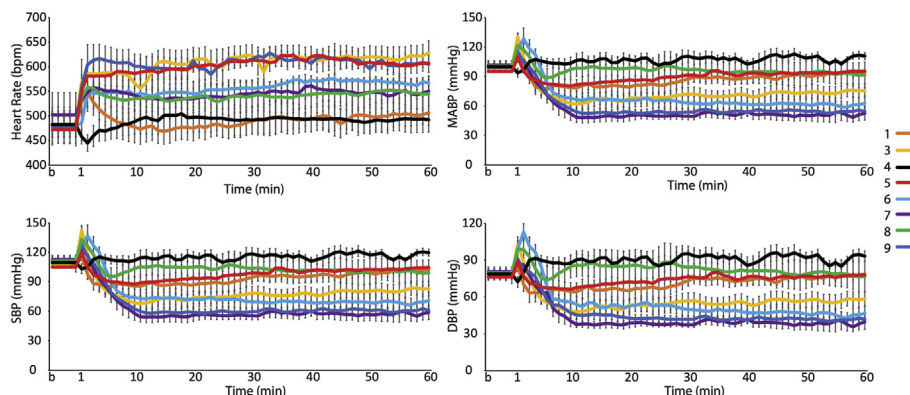 700
650
600
550
500
450
400
Heart Rate (bpm)
b 1 10 20 30 40 50 60
Time (min)
150
120
90
60
30
0
MABP (mmHg)
b 1 10 20 30 40 50 60
Time (min)
1
3
4
5
6
7
8
9
150
120
90
60
30
0
SBP (mmHg)
b 1 10 20 30 40 50 60
Time (min)
120
90
60
30
0
DBP (mmHg)
b 1 10 20 30 40 50 60
Time (min)